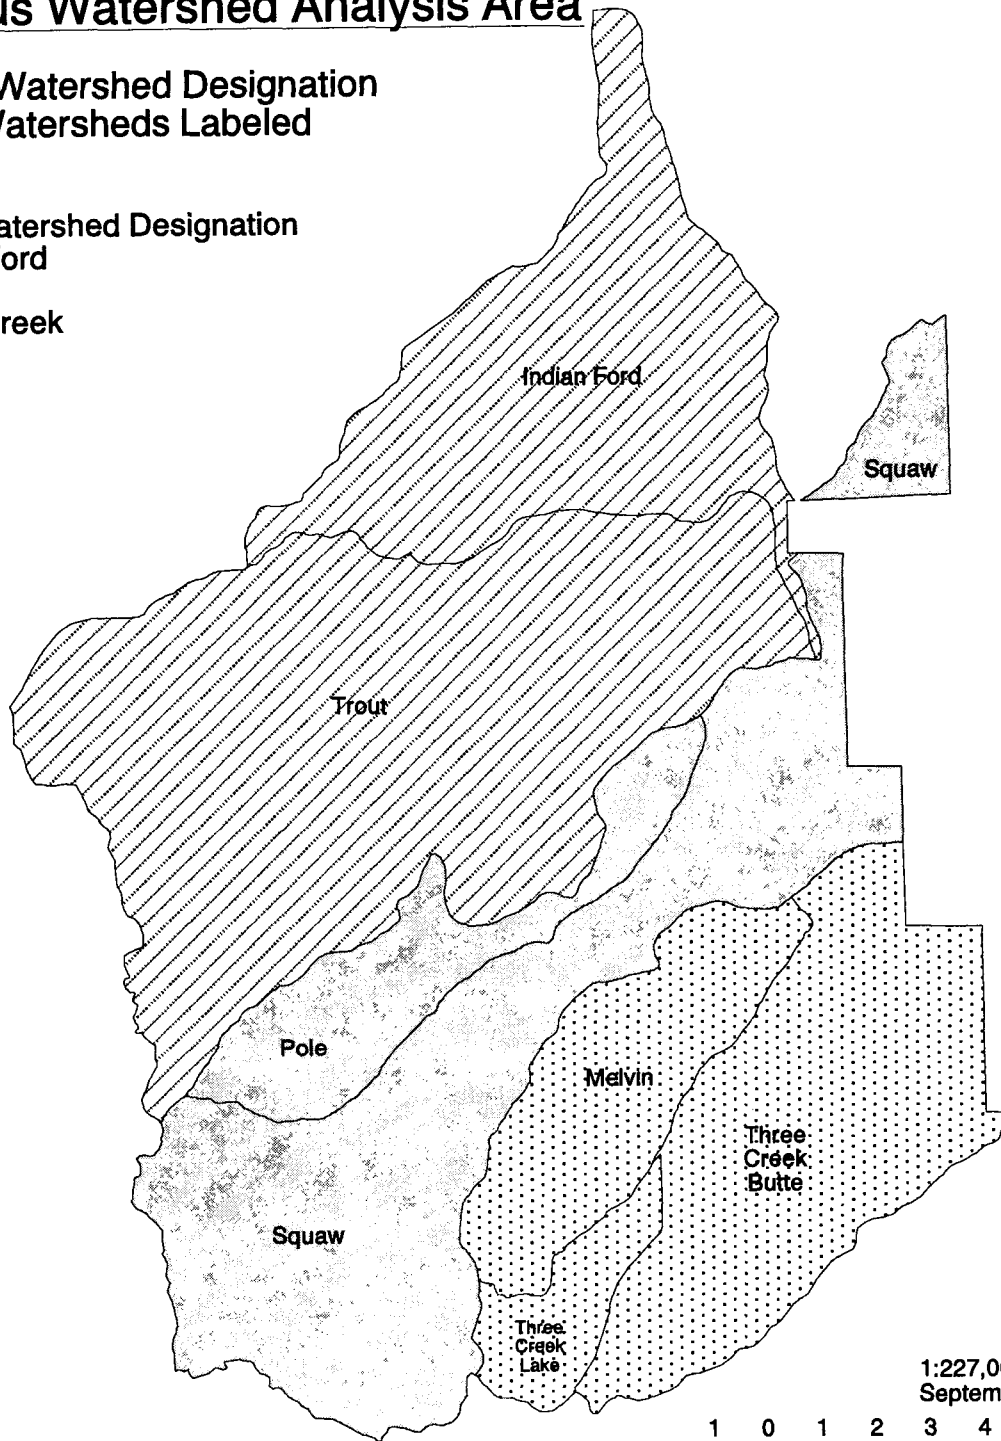 us Watershed Analysis Area
Watershed Designation
Watersheds Labeled
atershed Designation
ord
reek
Indian Ford
Squaw
Trout
Pole
Melvin
Three
Creek
Butte
Squaw
Three
Creek
Lake
1:227,0
Septem
1 0 1 2 3 4